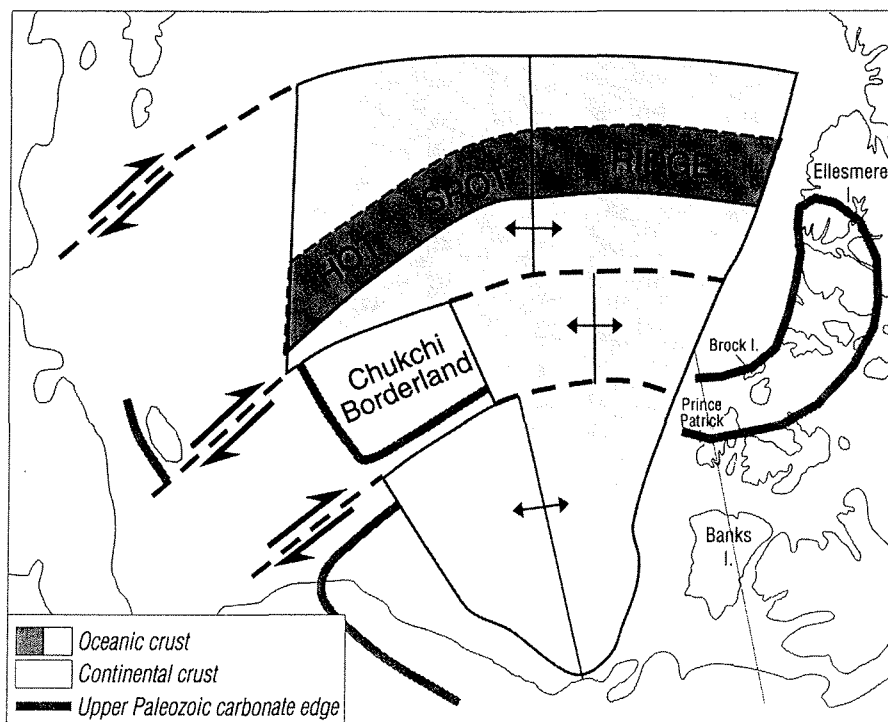 Ellesmere
I.
HOT SPOT RIDGE
Brock I.
Chukchi
Borderland
Prince
Patrick
Banks
I.
Oceanic crust
Continental crust
Upper Paleozoic carbonate edge